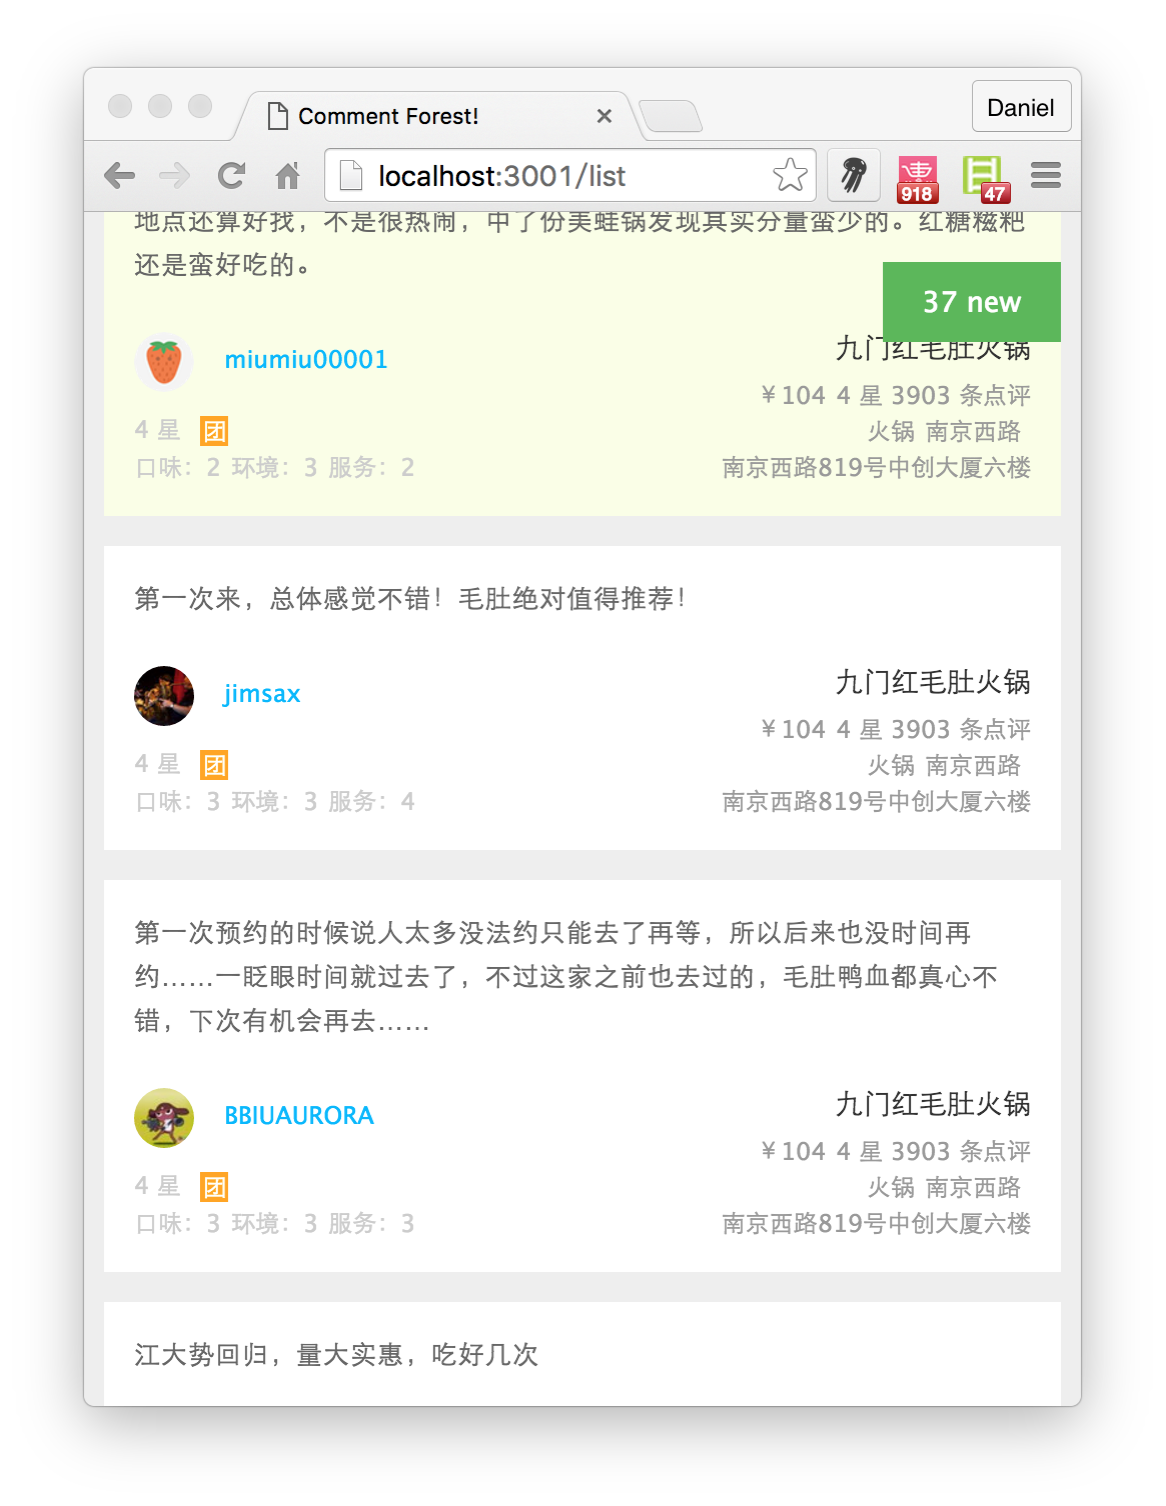 Comment Forest!
Daniel
localhost:3001/list
918
47
地点还算好找，不是很热闹，中了份美蛙锅发现其实分量蛮少的。红糖糍粑
还是蛮好吃的。
37 new
miumiu00001
九门红毛肚火锅
¥104 4 星 3903 条点评
4 星 团
火锅 南京西路
口味：2 环境：3 服务：2
南京西路819号中创大厦六楼
第一次来，总体感觉不错！毛肚绝对值得推荐！
jimsax
九门红毛肚火锅
¥104 4 星 3903 条点评
4 星 团
火锅 南京西路
口味：3 环境：3 服务：4
南京西路819号中创大厦六楼
第一次预约的时候说人太多没法约只能去了再等，所以后来也没时间再
约……一眨眼时间就过去了，不过这家之前也去过的，毛肚鸭血都真心不
错，下次有机会再去……
BBIUAURORA
九门红毛肚火锅
¥104 4 星 3903 条点评
4 星 团
火锅 南京西路
口味：3 环境：3 服务：3
南京西路819号中创大厦六楼
江大势回归，量大实惠，吃好几次